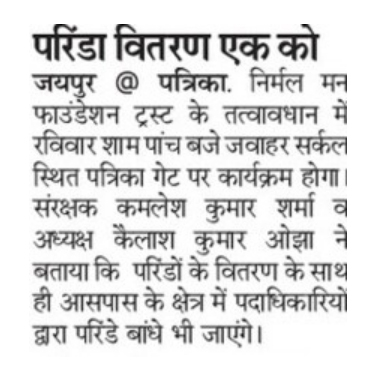 परिंडा वितरण एक को
जयपुर @ पत्रिका. निर्मल मन
फाउंडेशन ट्रस्ट के तत्वावधान में
रविवार शाम पांच बजे जवाहर सर्कल
स्थित पत्रिका गेट पर कार्यक्रम होगा।
संरक्षक कमलेश कुमार शर्मा व
अध्यक्ष कैलाश कुमार ओझा ने
बताया कि परिंडों के वितरण के साथ
ही आसपास के क्षेत्र में पदाधिकारियों
द्वारा परिंडे बांधे भी जाएंगे।